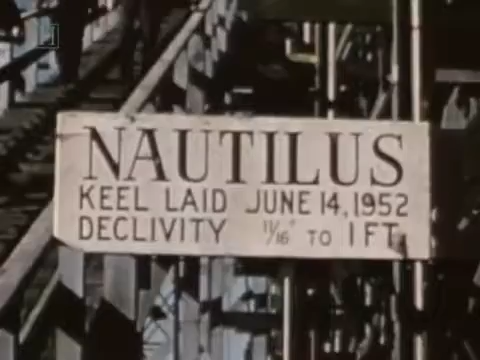 NAUTILUS
KEEL LAID JUNE 14, 1952
DECLIVITY 11/16" TO 1 FT.